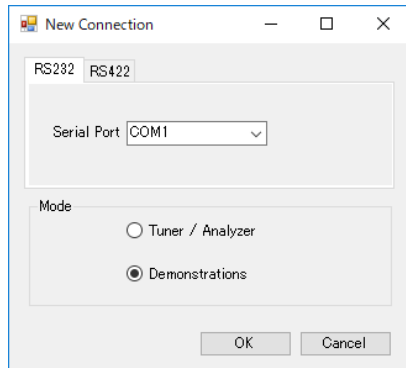 New Connection
RS232 RS422
Serial Port COM1
Mode
Tuner / Analyzer
Demonstrations
OK Cancel